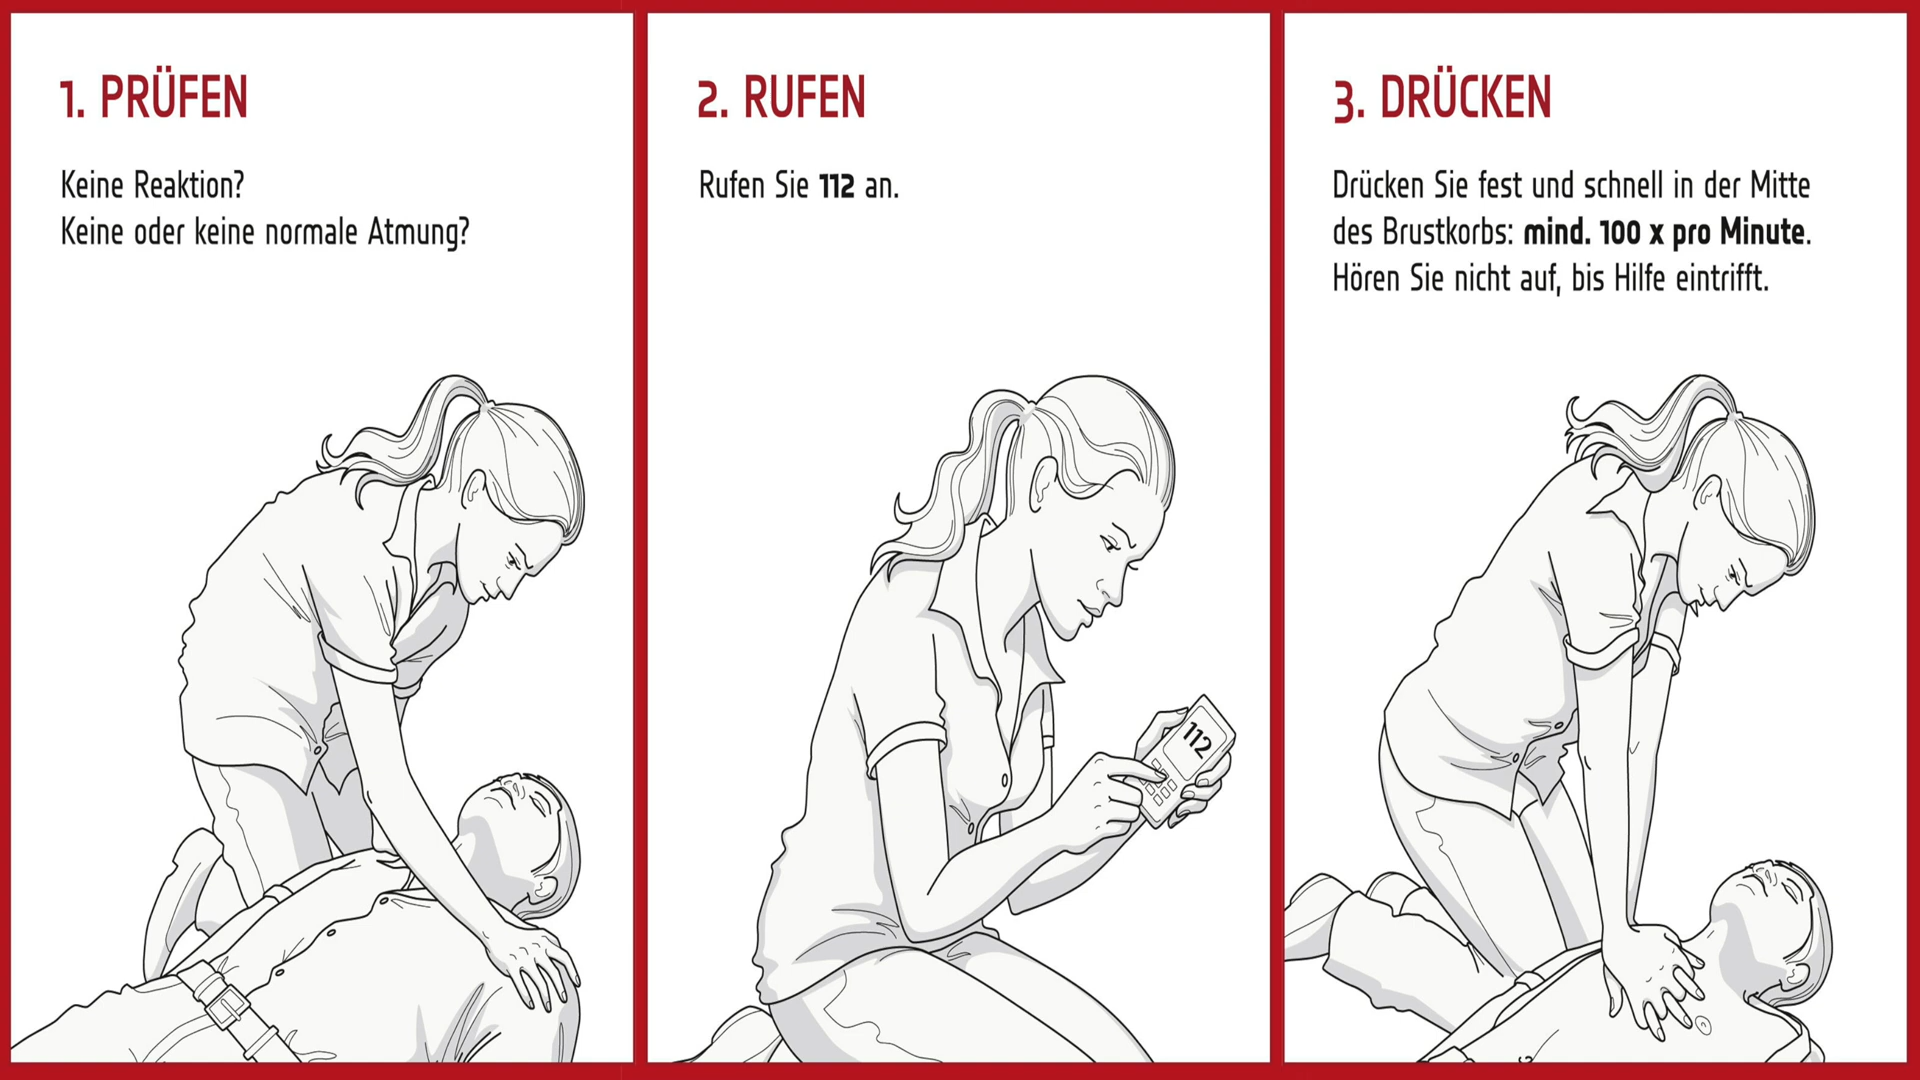 1. PRÜFEN
Keine Reaktion?
Keine oder keine normale Atmung?
2. RUFEN
Rufen Sie 112 an.
112
3. DRÜCKEN
Drücken Sie fest und schnell in der Mitte
des Brustkorbs: mind. 100 x pro Minute.
Hören Sie nicht auf, bis Hilfe eintrifft.